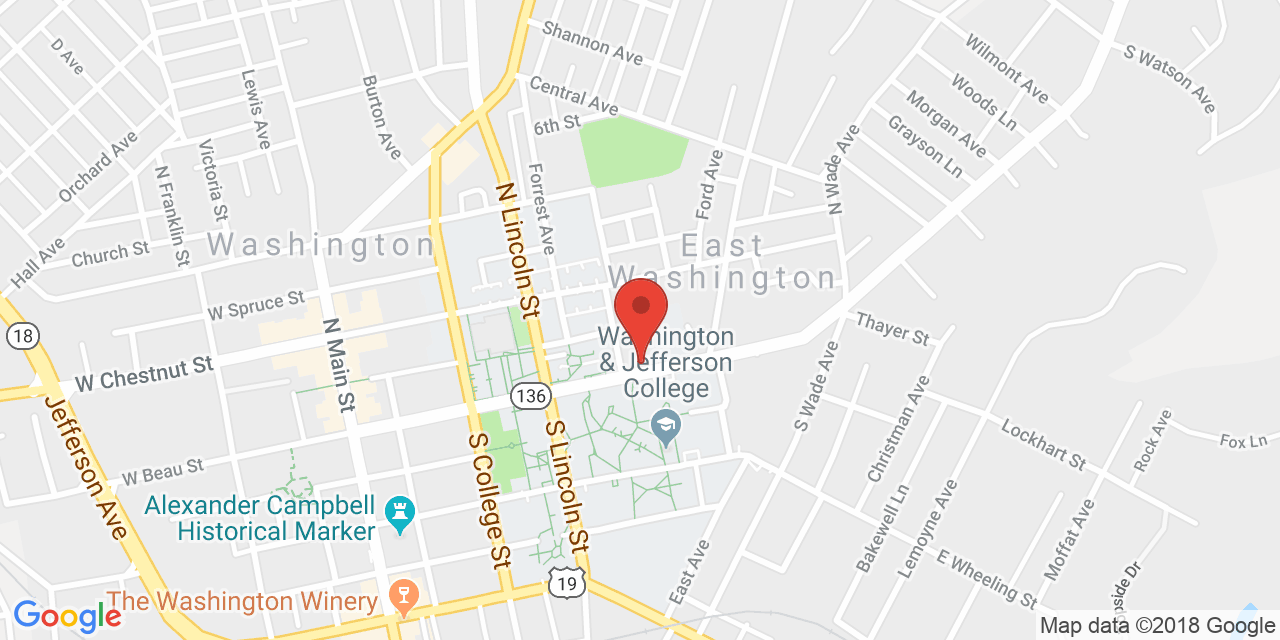 Shannon Ave
Wilmont Ave
S Watson Ave
D Ave
Lewis Ave
Burton Ave
Central Ave
Woods Ln
Morgan Ave
6th St
Grayson Ln
Orchard Ave
Victoria St
N Franklin St
Forrest Ave
Ford Ave
N Wade Ave
N Lincoln St
Hall Ave
Church St
Washington
East
Washington
W Spruce St
18
N Main St
Thayer St
Washington
& Jefferson
College
W Chestnut St
136
S Wade Ave
Christman Ave
Jefferson Ave
S College St
S Lincoln St
Lockhart St
Rock Ave
Fox Ln
W Beau St
Alexander Campbell
Historical Marker
Bakewell Ln
Lemoyne Ave
Moffat Ave
East Ave
E Wheeling St
19
The Washington Winery
Google
Map data ©2018 Google